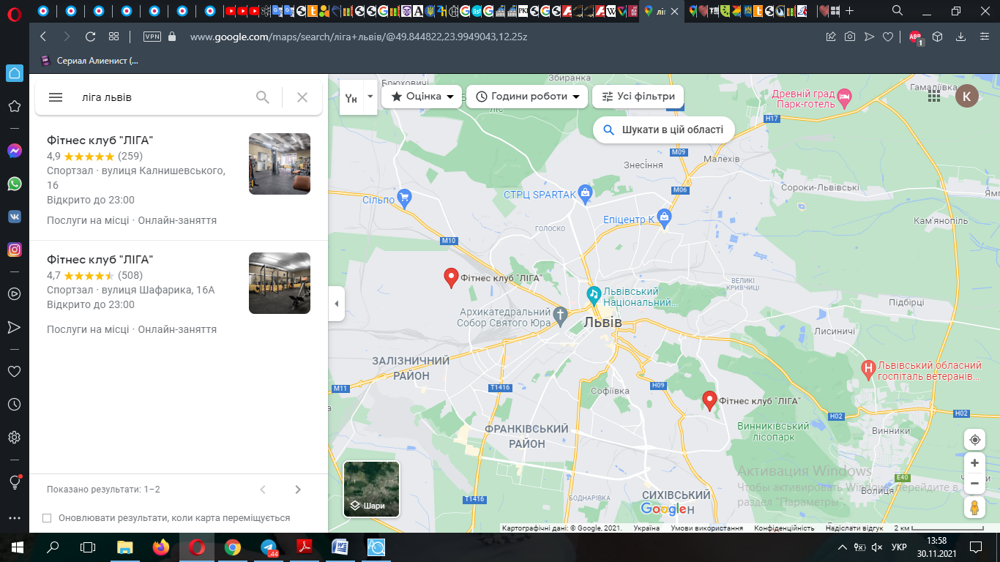 ліг
VPN
www.google.com/maps/search/ліга+львів/@49.844822,23.9949043,12.25z
ABP
1
Сериал Алиенист (...
ліга львів
Оцінка
Години роботи
Усі фільтри
К
Шукати в цій області
Фітнес клуб "ЛІГА"
4,9 (259)
Спортзал · вулиця Калнишевського,
16
Відкрито до 23:00
Послуги на місці · Онлайн-заняття
Фітнес клуб "ЛІГА"
4,7 (508)
Спортзал · вулиця Шафарика, 16А
Відкрито до 23:00
Послуги на місці · Онлайн-заняття
Показано результати: 1–2
Оновлювати результати, коли карта переміщується
Брюховичі
Збиранка
Гамаліївка
Древній град
Парк-готель
H17
M09
Малехів
Знесіння
M06
Сороки-Львівські
СТРЦ SPARTAK
Сільпо
Епіцентр К
Кам'янопіль
голоско
M10
Фітнес клуб "ЛІГА"
ВЕЛИКІ
КРИВЧИЦІ
Львівський
Національний...
Підбірці
Архикатедральний
Собор Святого Юра
Львів
Лисиничі
ЗАЛІЗНИЧНИЙ
РАЙОН
Львівський обласний
госпіталь ветеранів...
M11
T1416
H09
Софіївка
Фітнес клуб "ЛІГА"
H02
H02
ФРАНКІВСЬКИЙ
РАЙОН
Винниківський
лісопарк
Винники
E40
Волиця
БОДНАРІВКА
СИХІВСЬКИЙ
T1416
Google
Шари
Активация Windows
Чтобы активировать Windows, перейдите в
раздел "Параметры".
Картографічні дані: © Google, 2021.
Україна
Умови використання
Конфіденційність
Надіслати відгук
2 км
44
УКР
13:58
30.11.2021